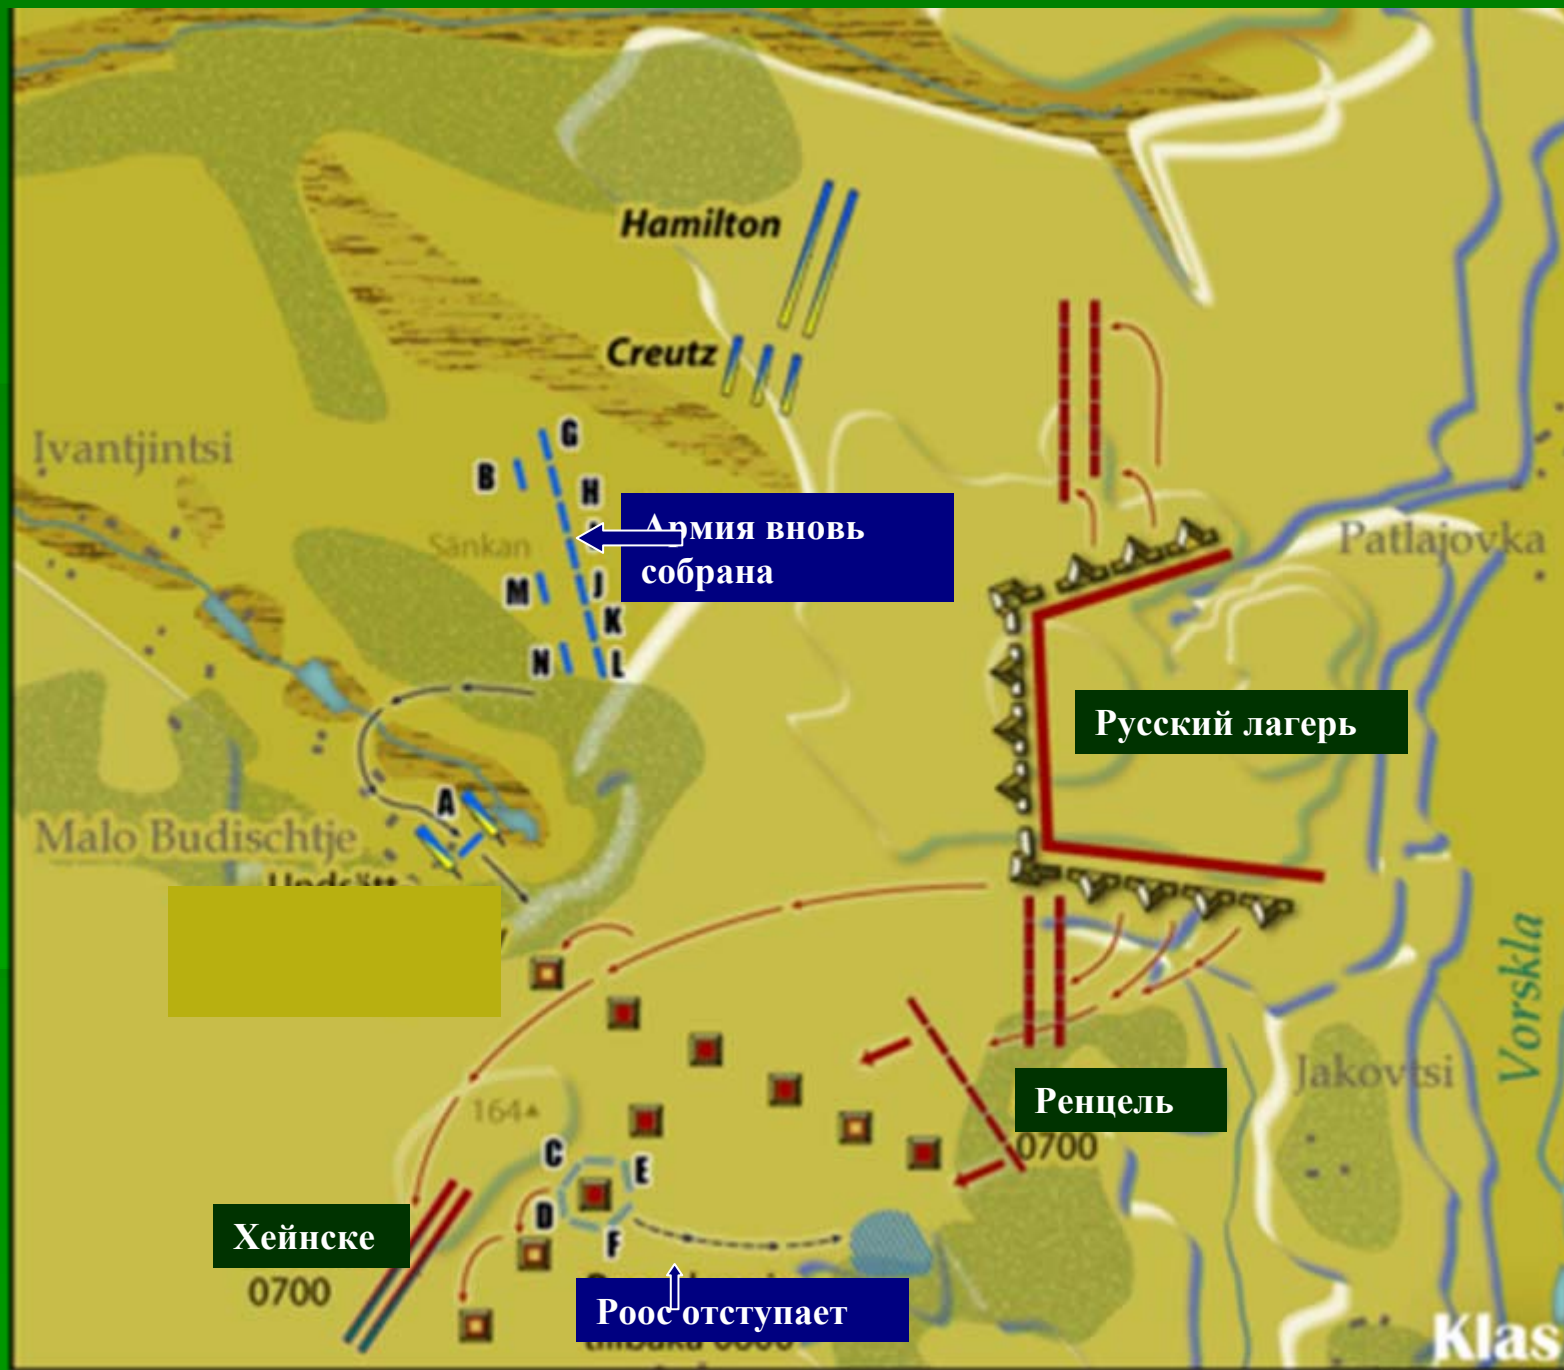 Hamilton
Creutz
Ivantjintsi
G
B
H
Армия вновь
собрана
Sänkan
Patlajovka
M
J
K
N
L
Русский лагерь
A
Malo Budischtje
Vorskla
Jakovtsi
Ренцель
0700
164
C
E
D
F
Хейнске
0700
Роос отступает
Klas